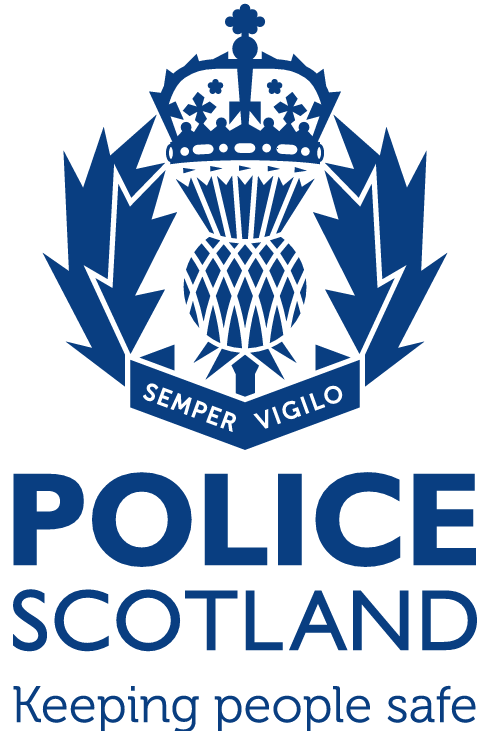 SEMPER VIGILO
POLICE
SCOTLAND
Keeping people safe